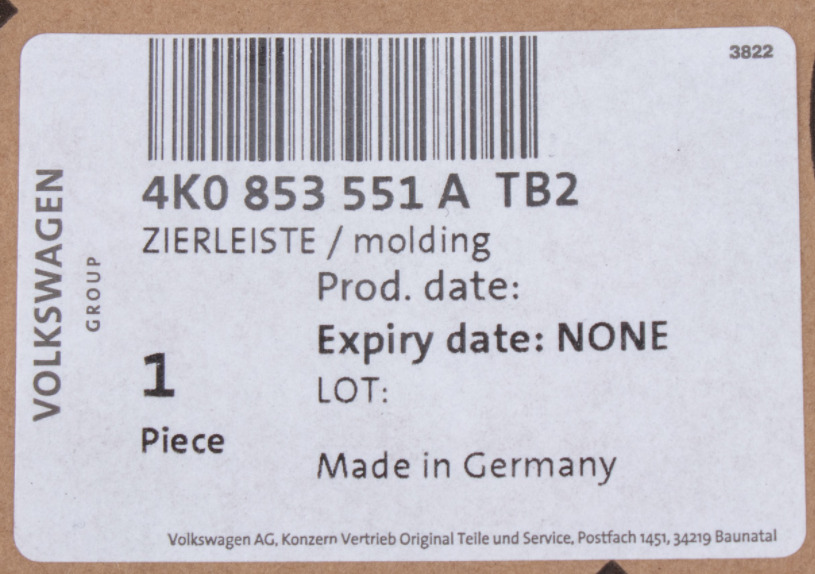 3822
4K0 853 551 A TB2
ZIERLEISTE / molding
Prod. date:
Expiry date: NONE
1
LOT:
Piece
Made in Germany
VOLKSWAGEN
GROUP
Volkswagen AG, Konzern Vertrieb Original Teile und Service, Postfach 1451, 34219 Baunatal